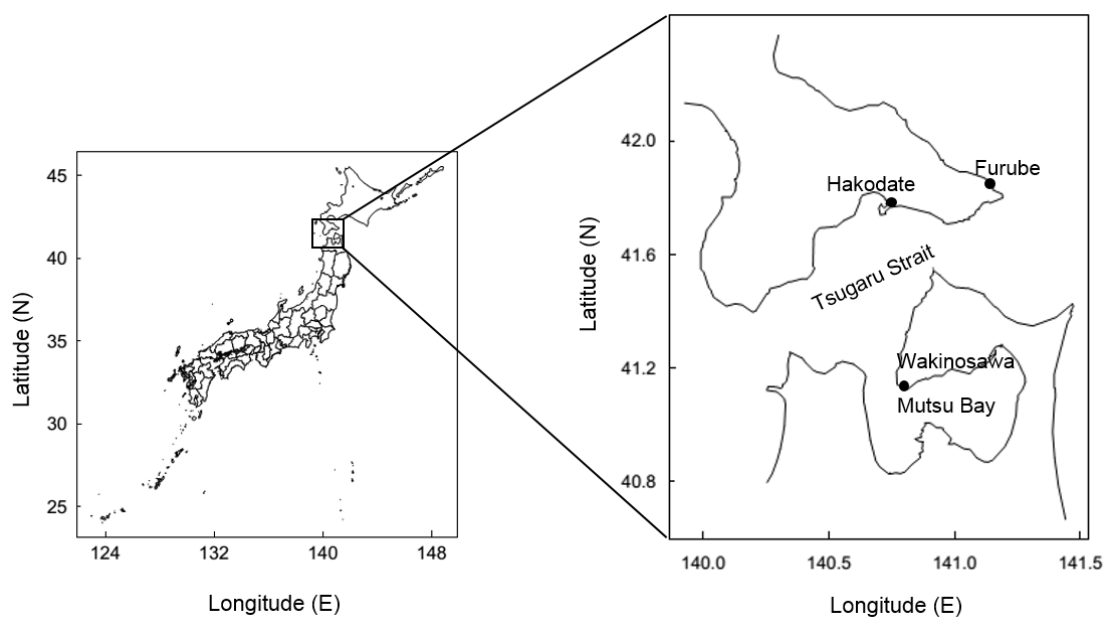 45
40
35
30
25
124
132
140
148
Latitude (N)
Longitude (E)
42.0
41.6
41.2
40.8
140.0
140.5
141.0
141.5
Latitude (N)
Longitude (E)
Furube
Hakodate
Tsugaru Strait
Wakinosawa
Mutsu Bay